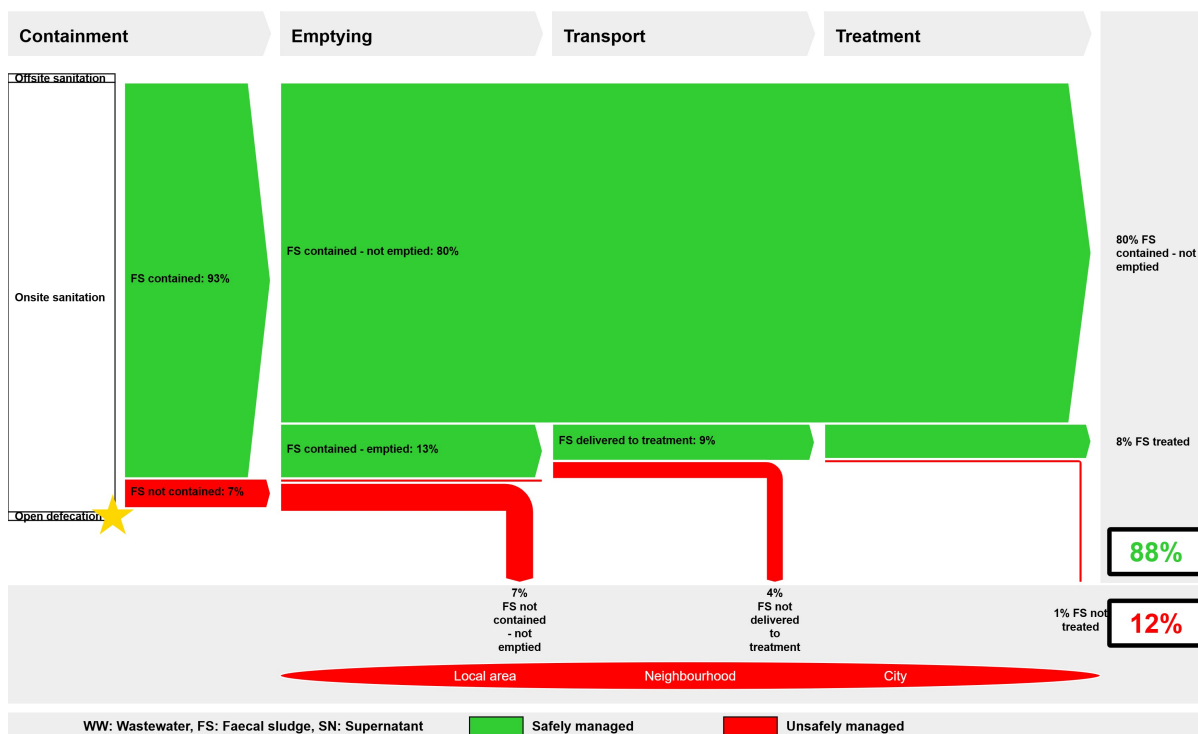 Containment
Emptying
Transport
Treatment
Offsite sanitation
Onsite sanitation
Open defecation
FS contained: 93%
FS not contained: 7%
FS contained - not emptied: 80%
FS contained - emptied: 13%
FS delivered to treatment: 9%
80% FS
contained - not
emptied
8% FS treated
88%
7%
FS not
contained
- not
emptied
4%
FS not
delivered
to
treatment
1% FS not
treated
12%
Local area
Neighbourhood
City
WW: Wastewater, FS: Faecal sludge, SN: Supernatant
Safely managed
Unsafely managed